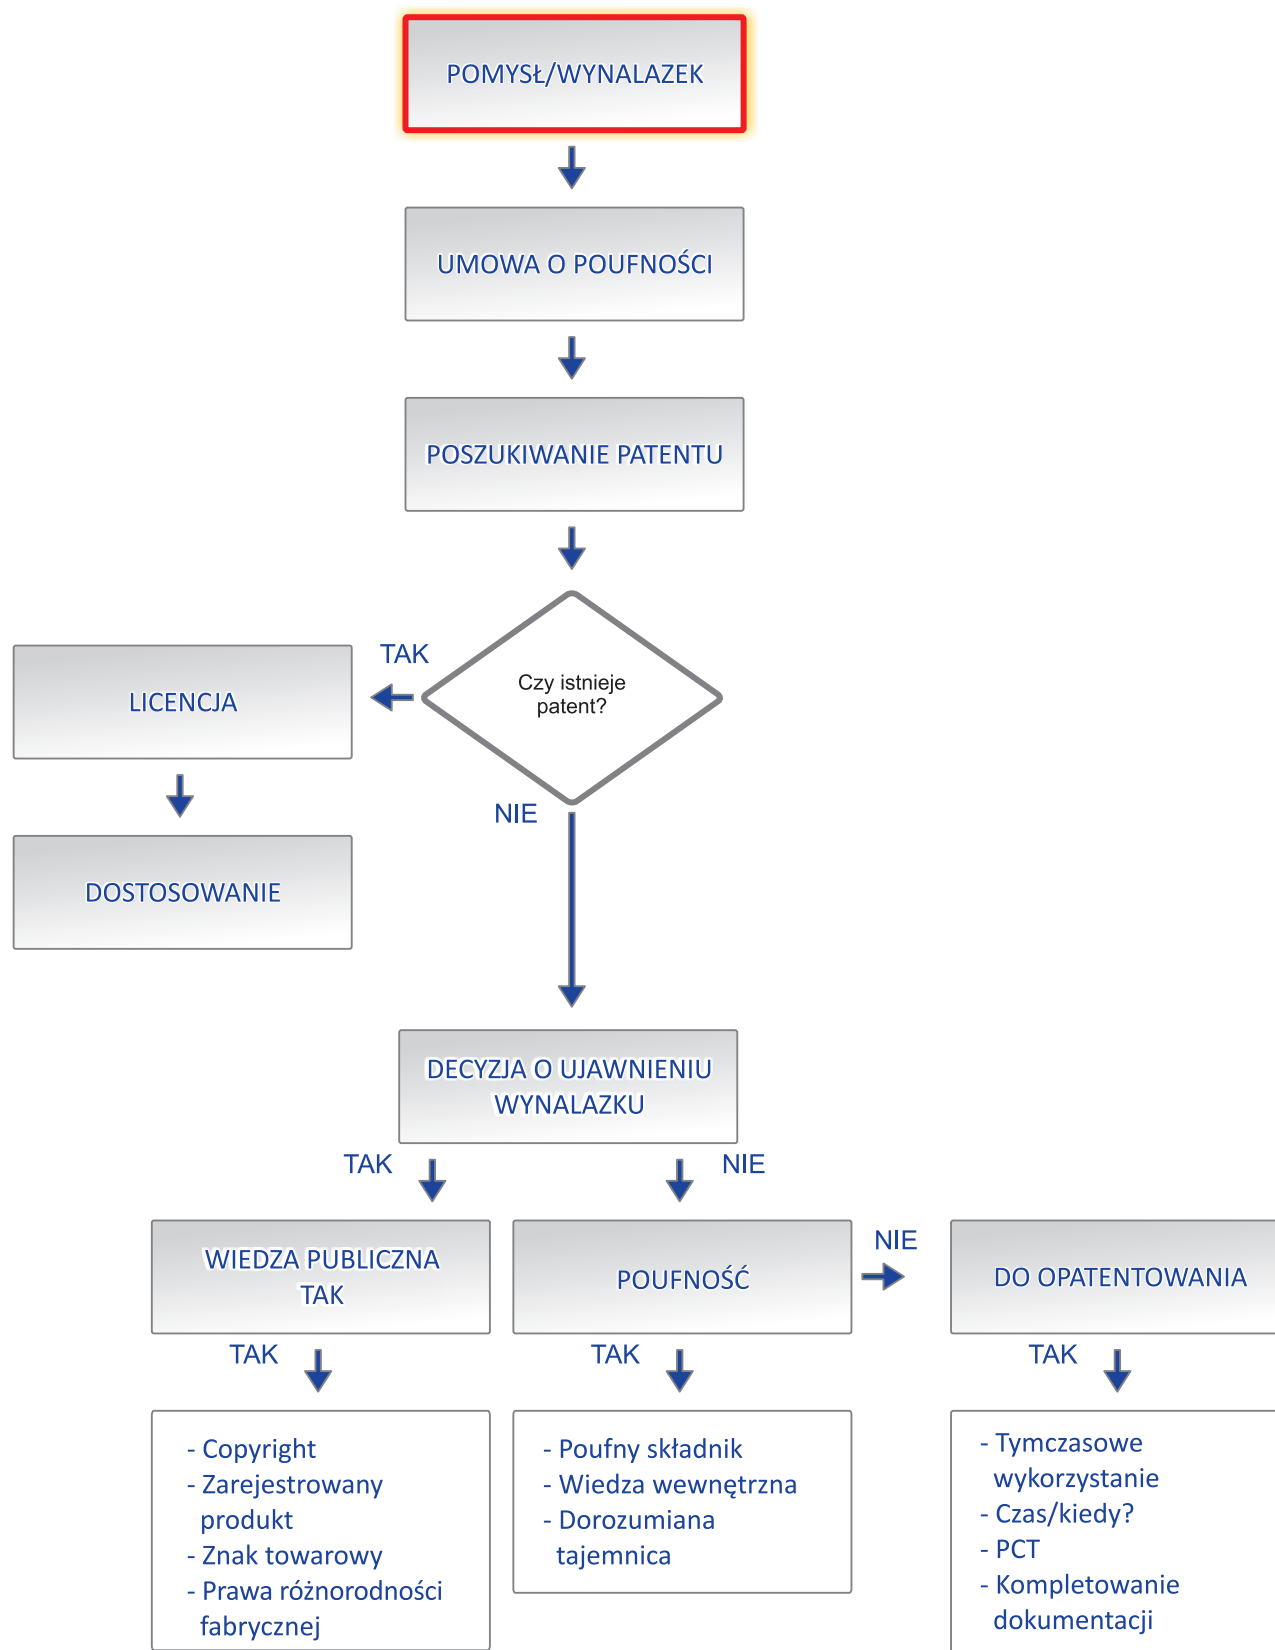 POMYSŁ/WYNALAZEK
UMOWA O POUFNOŚCI
POSZUKIWANIE PATENTU
Czy istnieje
patent?
TAK
LICENCJA
DOSTOSOWANIE
NIE
DECYZJA O UJAWNIENIU
WYNALAZKU
TAK
NIE
WIEDZA PUBLICZNA
TAK
POUFNOŚĆ
NIE
DO OPATENTOWANIA
TAK
TAK
TAK
- Copyright
- Zarejestrowany
produkt
- Znak towarowy
- Prawa różnorodności
fabrycznej
- Poufny składnik
- Wiedza wewnętrzna
- Dorozumiana
tajemnica
- Tymczasowe
wykorzystanie
- Czas/kiedy?
- PCT
- Kompletowanie
dokumentacji